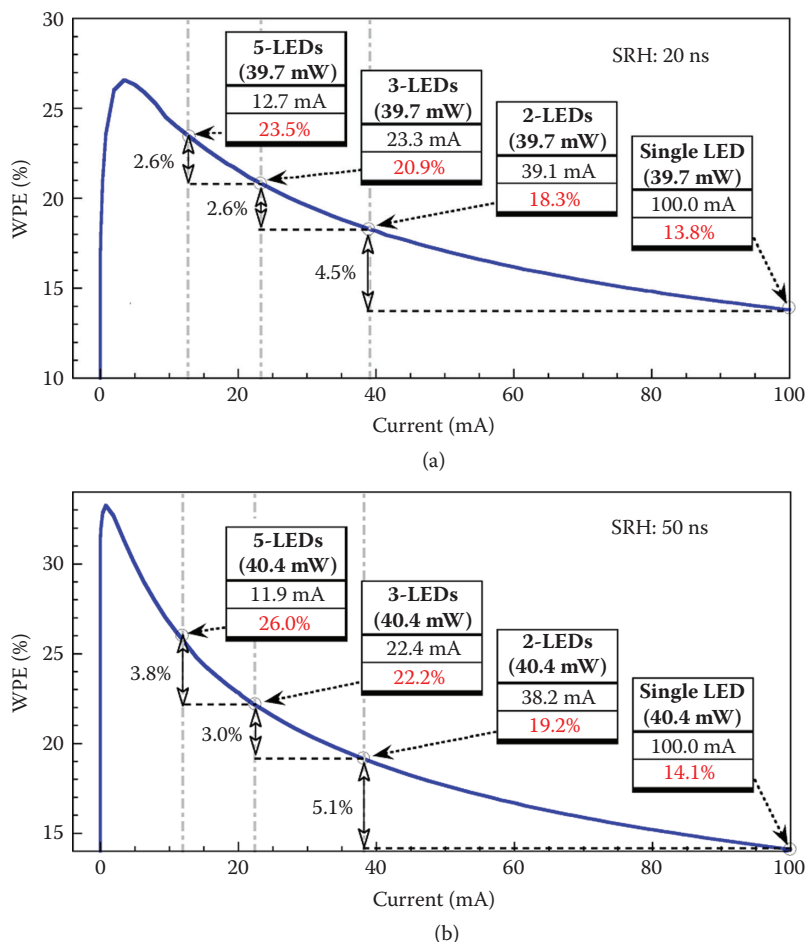 30
25
20
15
10
WPE (%)
SRH: 20 ns
5-LEDs
(39.7 mW)
12.7 mA
23.5%
3-LEDs
(39.7 mW)
23.3 mA
20.9%
2-LEDs
(39.7 mW)
39.1 mA
18.3%
Single LED
(39.7 mW)
100.0 mA
13.8%
2.6%
2.6%
4.5%
0 20 40 60 80 100
Current (mA)
(a)
30
25
20
15
WPE (%)
SRH: 50 ns
5-LEDs
(40.4 mW)
11.9 mA
26.0%
3-LEDs
(40.4 mW)
22.4 mA
22.2%
2-LEDs
(40.4 mW)
38.2 mA
19.2%
Single LED
(40.4 mW)
100.0 mA
14.1%
3.8%
3.0%
5.1%
0 20 40 60 80 100
Current (mA)
(b)